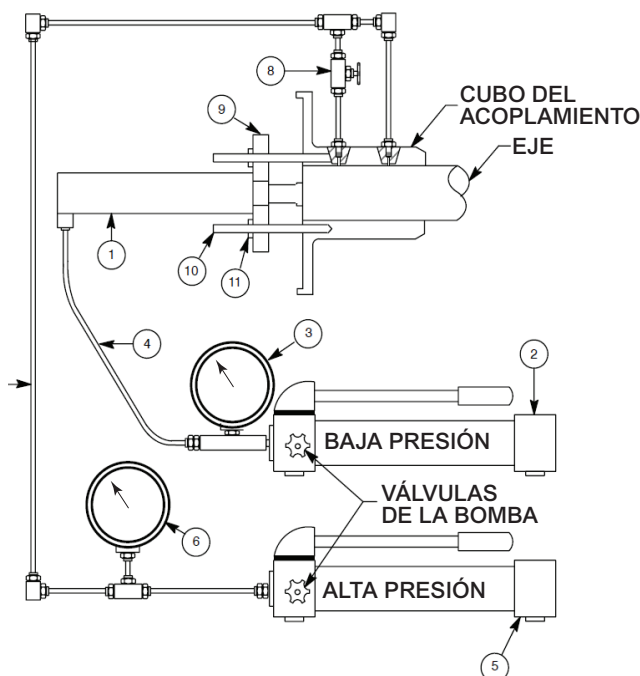 8
9
CUBO DEL
ACOPLAMIENTO
EJE
1
10
11
4
3
2
BAJA PRESIÓN
VÁLVULAS
DE LA BOMBA
6
ALTA PRESIÓN
5